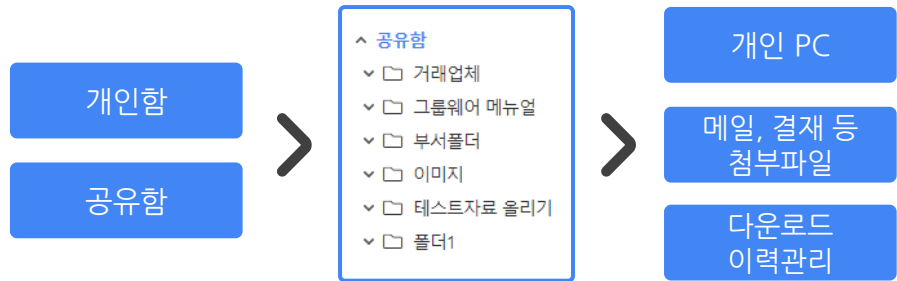 개인함
공유함
공유함
거래업체
그룹웨어 메뉴얼
부서폴더
이미지
테스트자료 올리기
폴더1
개인 PC
메일, 결재 등
첨부파일
다운로드
이력관리